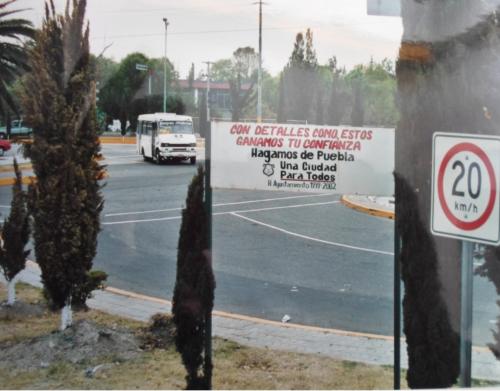 CON DETALLES COMO ESTOS
GANAMOS TU CONFIANZA
Hagamos de Puebla
Una Ciudad
Para Todos
H. Ayuntamiento 1999-2002
20
km/h